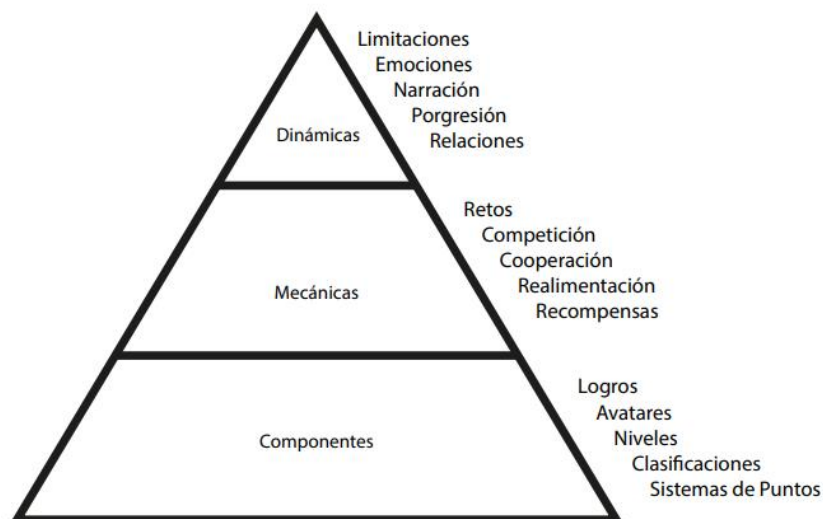 Limitaciones
Emociones
Narración
Porgresión
Relaciones
Dinámicas
Retos
Competición
Cooperación
Realimentación
Recompensas
Mecánicas
Logros
Avatares
Niveles
Clasificaciones
Sistemas de Puntos
Componentes